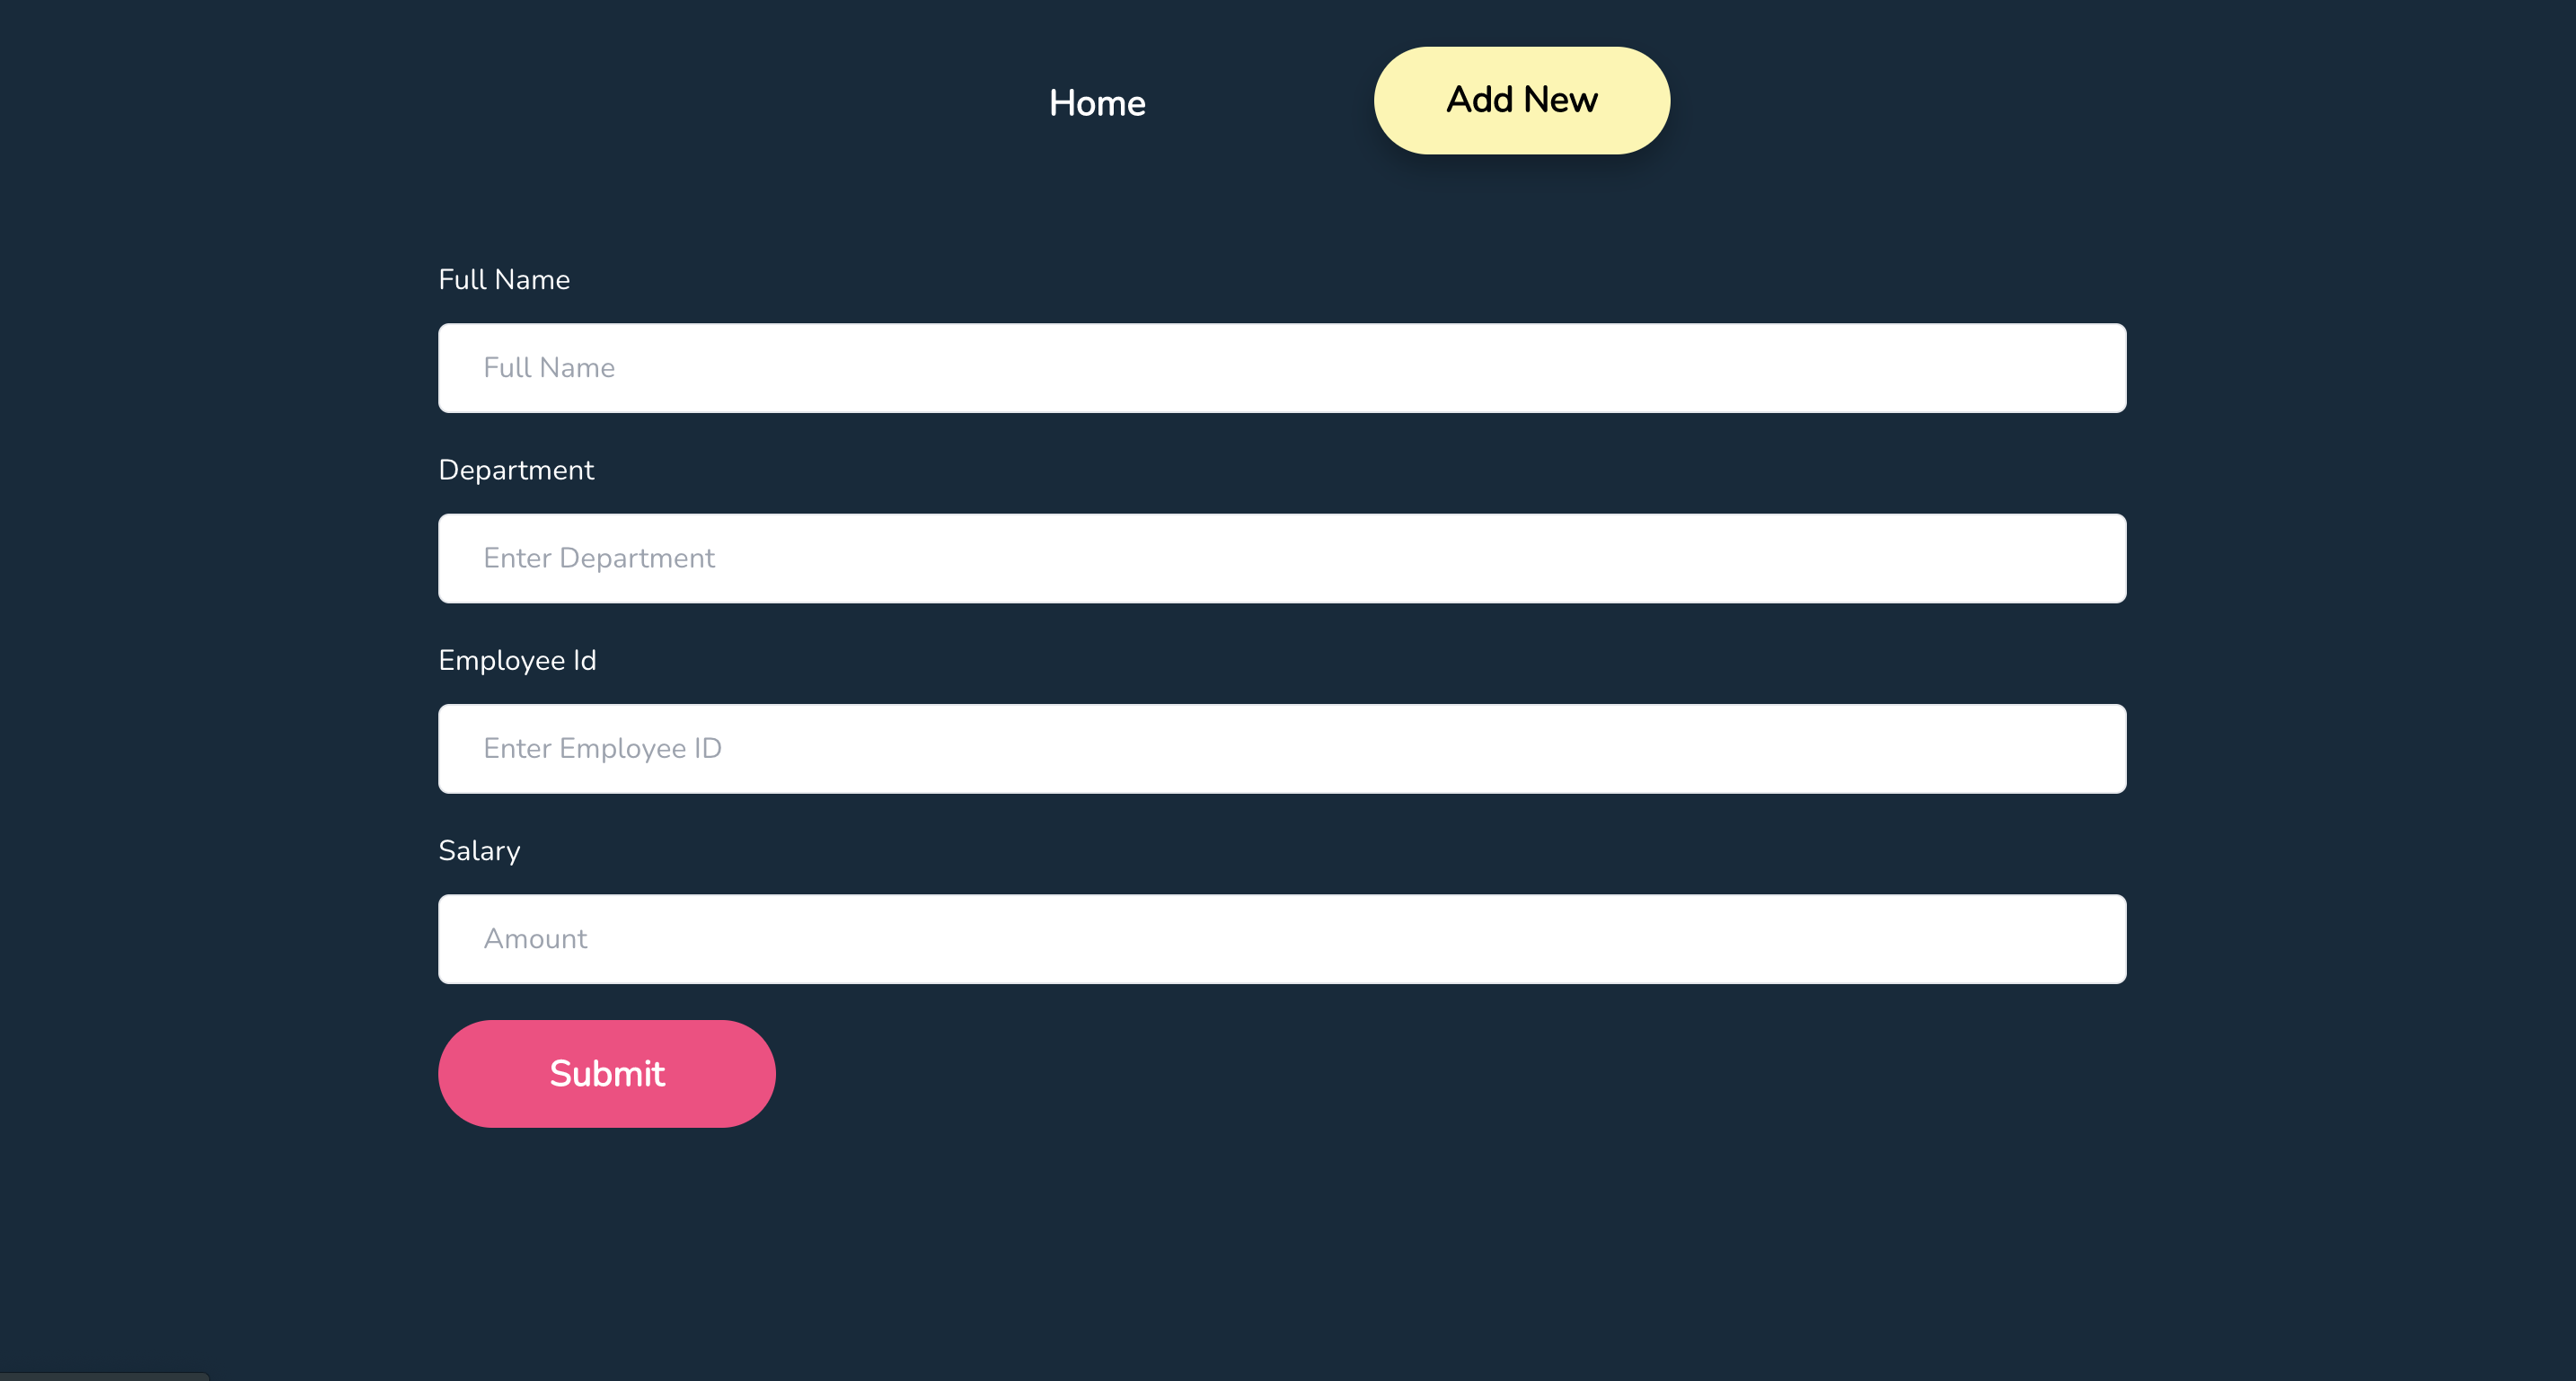 Home
Add New
Full Name
Full Name
Department
Enter Department
Employee Id
Enter Employee ID
Salary
Amount
Submit